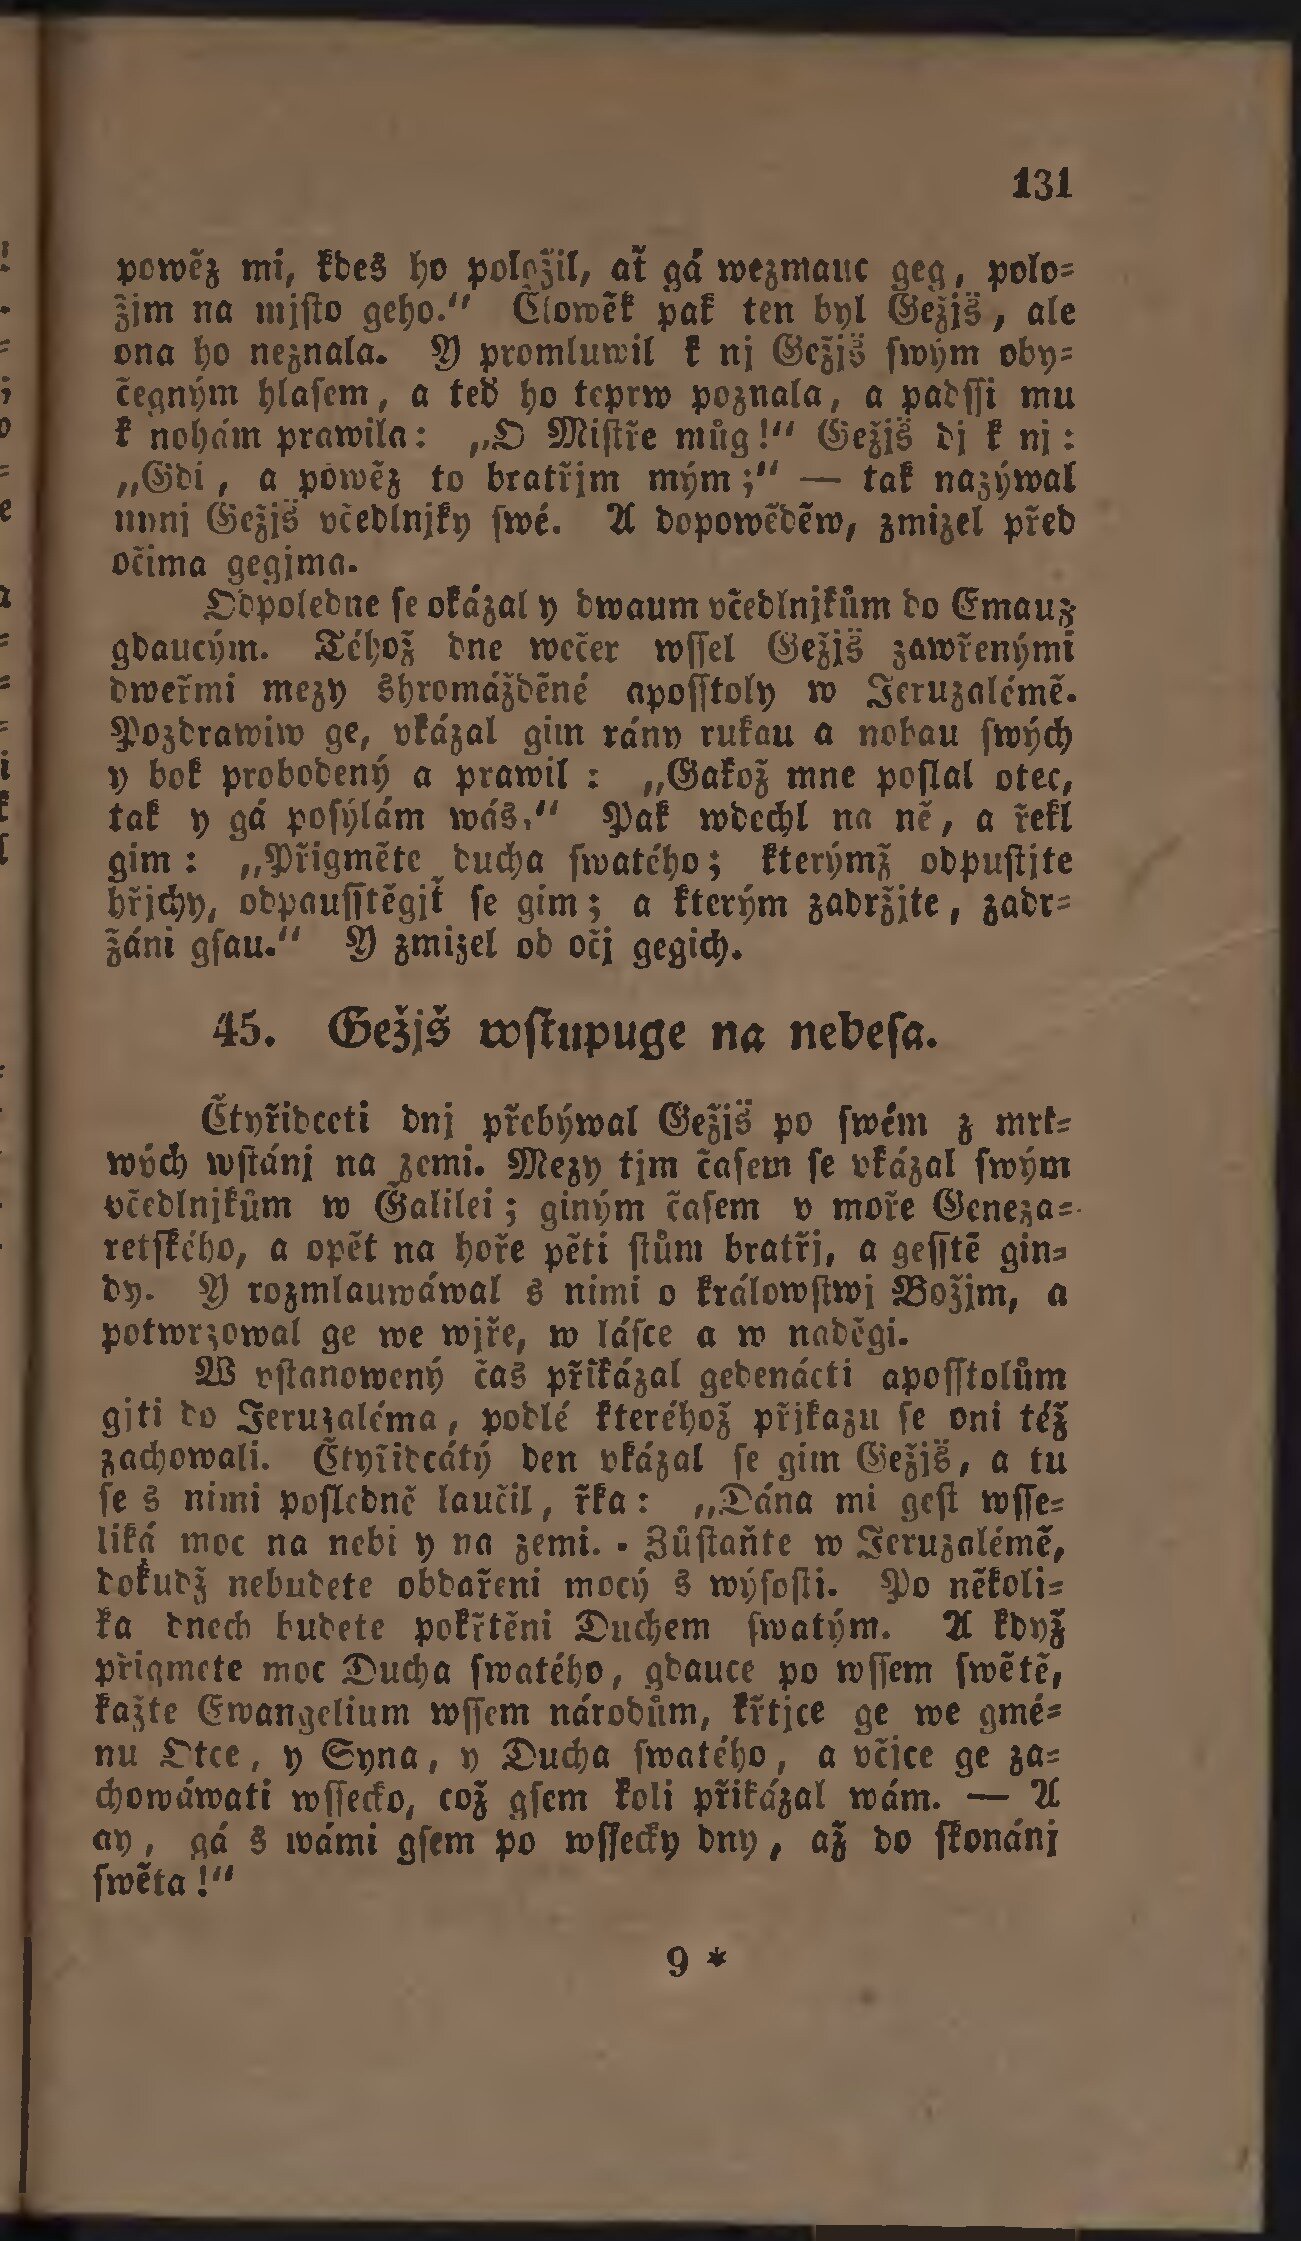 131
powěz mi, kdes ho položil, ať gá wezmauc geg, polo=
žjm na mjſto geho.“ Člowěk pak ten byl Gežjš, ale
ona ho neznala. Y promluwil k nj Gežjš ſwým oby=
čegným hlaſem, a teď ho teprw poznala, a padſſi mu
k nohám prawila: „O Miſtře můg!“ Gežjš dj k nj:
„Gdi, a powěz to bratřjm mým;“ — tak nazýwal
nynj Gežjš včedlnjky ſwé. A dopowěděw, zmizel před
očima gegjma.
Odpoledne ſe okázal y dwaum včedlnjkům do Emauz
gdaucým. Téhož dne wečer wſſel Gežjš zawřenými
dweřmi mezy shromážděné apoſſtoly w Jeruzalémě.
Pozdrawiw ge, vkázal gim rány rukau a nohau ſwých
y bok probodený a prawil: „Gakož mne poſlal otec,
tak y gá poſýlám wás.“ Pak wdechl na ně, a řekl
gim: „Přigměte ducha ſwatého; kterýmž odpuſtjte
hřjchy, odpauſſtěgjť ſe gim; a kterým zadržjte, zadr=
žáni gſau.“ Y zmizel od očj gegich.
45. Gežjš wſtupuge na nebeſa.
Čtyřidceti dnj přebýwal Gežjš po ſwém z mrt=
wých wſtánj na zemi. Mezy tjm čaſem ſe vkázal ſwým
včedlnjkům w Galilei; giným čaſem v moře Geneza=
retſkého, a opět na hoře pěti ſtům bratřj, a geſſtě gin=
dy. Y rozmlauwáwal s nimi o králowſtwj Božjm, a
potwrzowal ge we wjře, w láſce a w naděgi.
W vſtanowený čas přikázal gedenácti apoſſtolům
gjti do Jeruzaléma, podlé kteréhož přjkazu ſe oni též
zachowali. Čtyřidcátý den vkázal ſe gim Gežjš, a tu
ſe s nimi poſledně laučil, řka: „Dána mi geſt wſſe=
liká moc na nebi y na zemi. Zůſtaňte w Jeruzalémě,
dokudž nebudete obdařeni mocý s wýſoſti. Po několi=
ka dnech budete pokřtěni Duchem ſwatým. A když
přigmete moc Ducha ſwatého, gdauce po wſſem ſwětě,
kažte Ewangelium wſſem národům, křtjce ge we gmé=
nu Otce, y Syna, y Ducha ſwatého, a včjce ge za=
chowáwati wſſecko, což gſem koli přikázal wám. — A
ay, gá s wámi gſem po wſſecky dny, až do ſkonánj
ſwěta!“
9 *